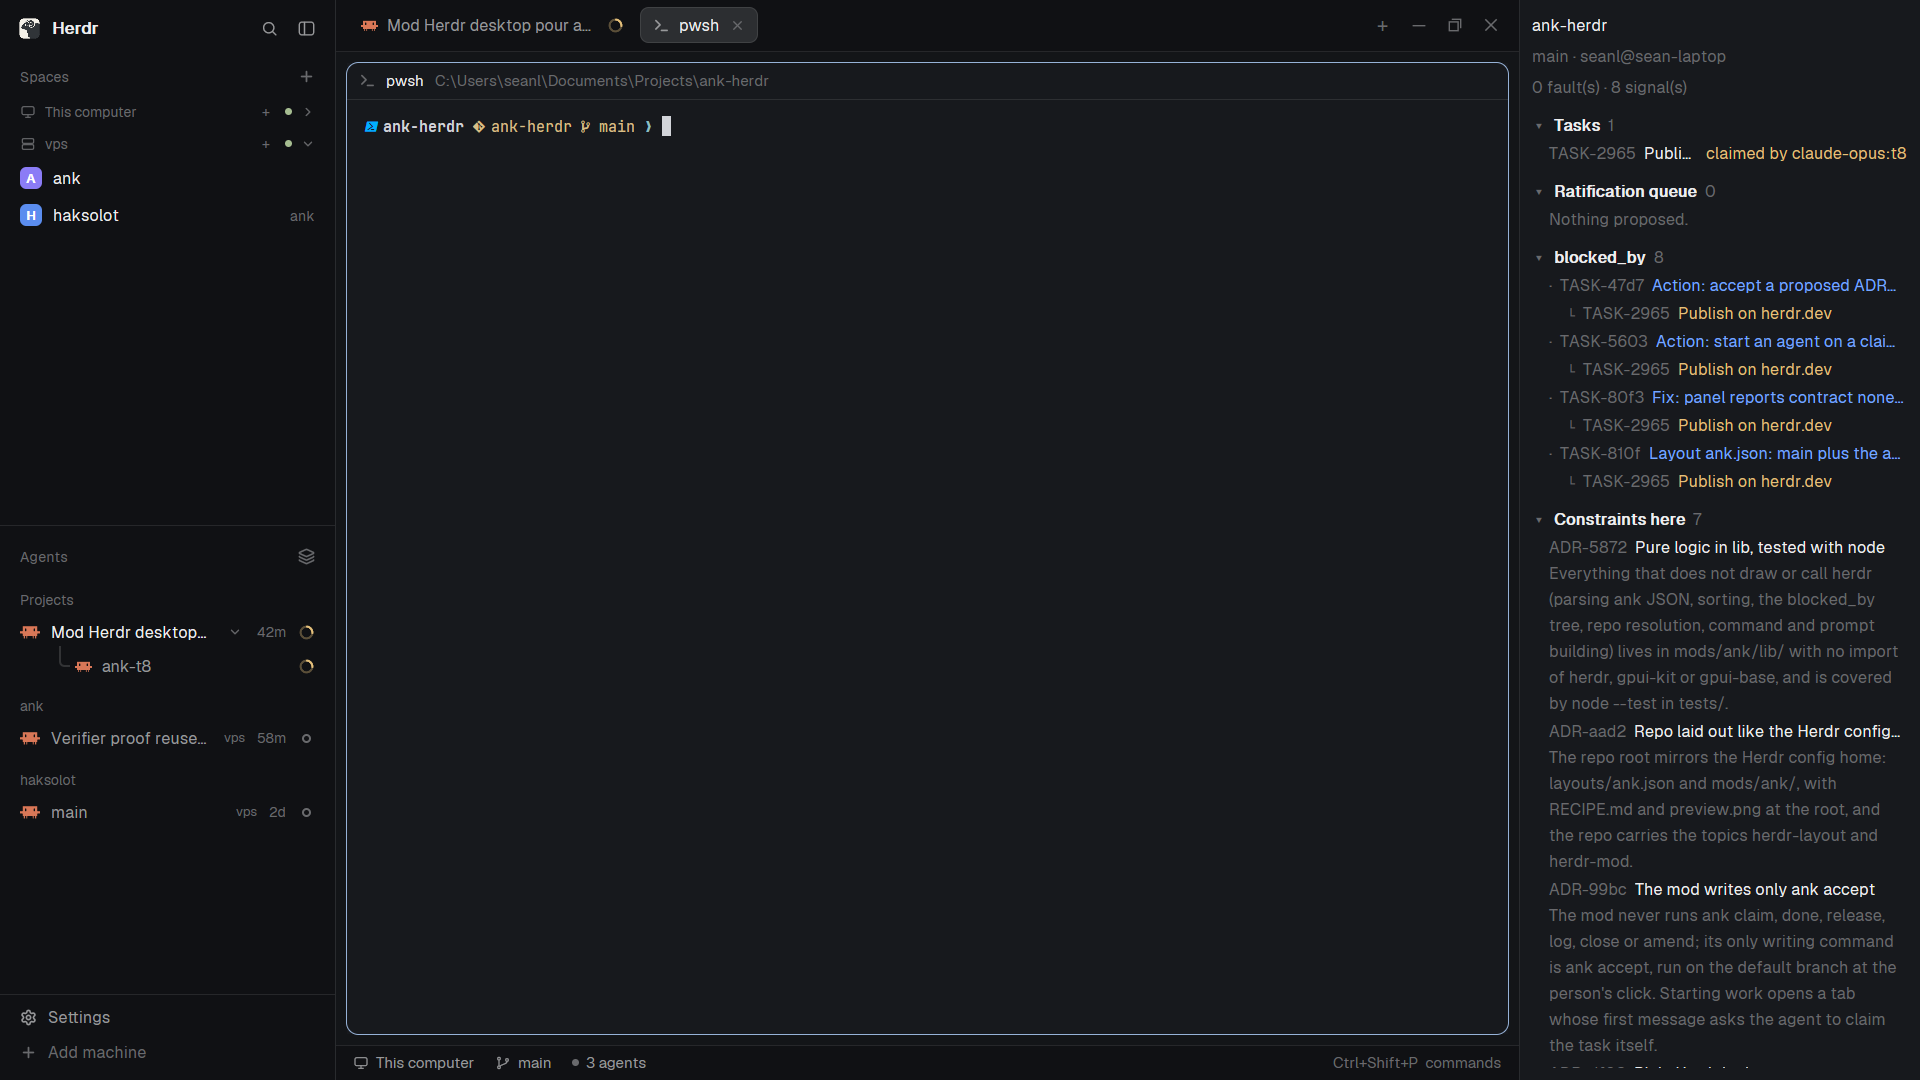 Herdr
Spaces
This computer
vps
A ank
H haksolot ank
Agents
Projects
Mod Herdr desktop... 42m
ank-t8
ank
Verifier proof reuse... vps 58m
haksolot
main vps 2d
Settings
Add machine
Mod Herdr desktop pour a...
pwsh
pwsh C:\Users\seanl\Documents\Projects\ank-herdr
ank-herdr ank-herdr main ❯
This computer main 3 agents
Ctrl+Shift+P commands
ank-herdr
main · seanl@sean-laptop
0 fault(s) · 8 signal(s)
Tasks 1
TASK-2965 Publi... claimed by claude-opus:t8
Ratification queue 0
Nothing proposed.
blocked_by 8
· TASK-47d7 Action: accept a proposed ADR...
└ TASK-2965 Publish on herdr.dev
· TASK-5603 Action: start an agent on a clai...
└ TASK-2965 Publish on herdr.dev
· TASK-80f3 Fix: panel reports contract none...
└ TASK-2965 Publish on herdr.dev
· TASK-810f Layout ank.json: main plus the a...
└ TASK-2965 Publish on herdr.dev
Constraints here 7
ADR-5872 Pure logic in lib, tested with node
Everything that does not draw or call herdr
(parsing ank JSON, sorting, the blocked_by
tree, repo resolution, command and prompt
building) lives in mods/ank/lib/ with no import
of herdr, gpui-kit or gpui-base, and is covered
by node --test in tests/.
ADR-aad2 Repo laid out like the Herdr config...
The repo root mirrors the Herdr config home:
layouts/ank.json and mods/ank/, with
RECIPE.md and preview.png at the root, and
the repo carries the topics herdr-layout and
herdr-mod.
ADR-99bc The mod writes only ank accept
The mod never runs ank claim, done, release,
log, close or amend; its only writing command
is ank accept, run on the default branch at the
person's click. Starting work opens a tab
whose first message asks the agent to claim
the task itself.